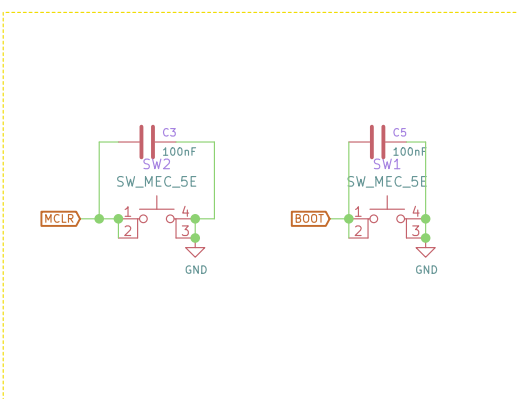 C3
100nF
SW2
SW_MEC_5E
MCLR
1
2
4
3
GND
C5
100nF
SW1
SW_MEC_5E
BOOT
1
2
4
3
GND